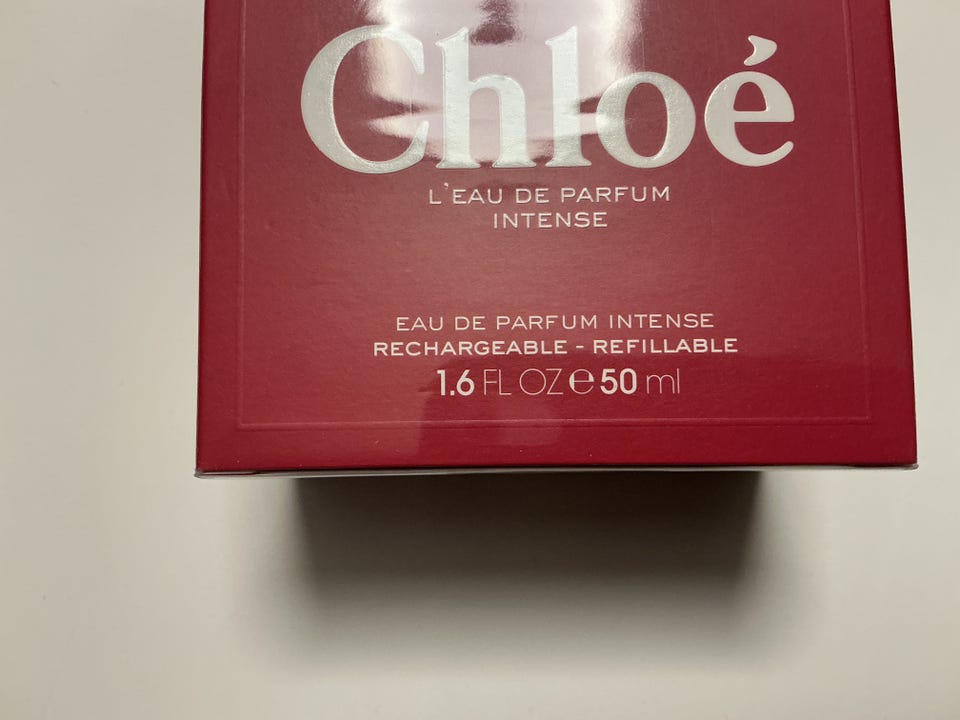 Chloé
L'EAU DE PARFUM
INTENSE
EAU DE PARFUM INTENSE
RECHARGEABLE - REFILLABLE
1.6 FL OZ ℮ 50 ml